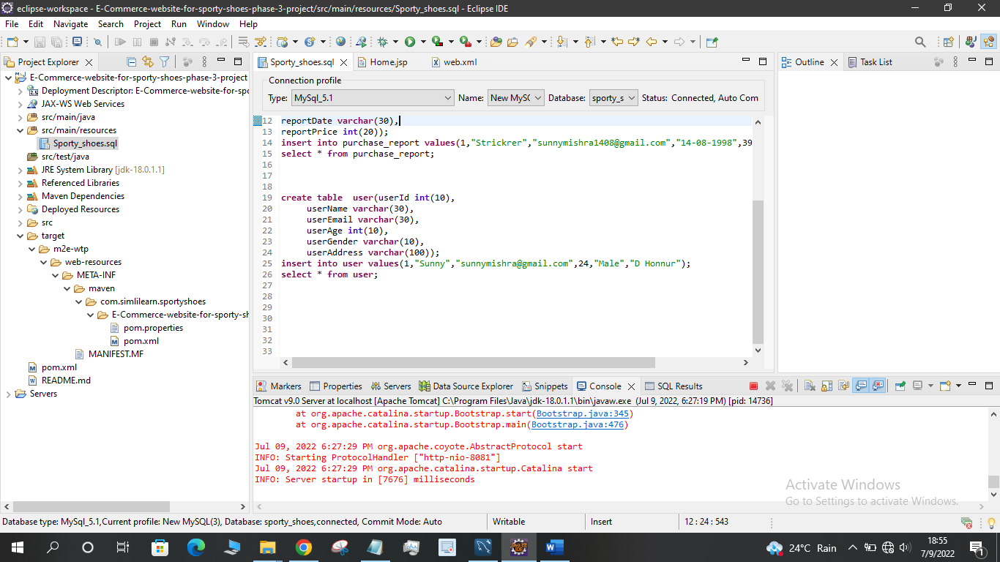 eclipse-workspace - E-Commerce-website-for-sporty-shoes-phase-3-project/src/main/resources/Sporty_shoes.sql - Eclipse IDE
File Edit Navigate Search Project Run Window Help
Project Explorer
E-Commerce-website-for-sporty-shoes-phase-3-project
Deployment Descriptor: E-Commerce-website-for-spo
JAX-WS Web Services
src/main/java
src/main/resources
Sporty_shoes.sql
src/test/java
JRE System Library [jdk-18.0.1.1]
Referenced Libraries
Maven Dependencies
Deployed Resources
src
target
m2e-wtp
web-resources
META-INF
maven
com.simlilearn.sportyshoes
E-Commerce-website-for-sporty-sh
pom.properties
pom.xml
MANIFEST.MF
pom.xml
README.md
Servers
Sporty_shoes.sql Home.jsp web.xml
Connection profile
Type: MySql_5.1 Name: New MySC Database: sporty_s Status: Connected, Auto Com
12 reportDate varchar(30),
13 reportPrice int(20));
14 insert into purchase_report values(1,"Strickrer","sunnymishra1408@gmail.com","14-08-1998",39
15 select * from purchase_report;
16
17
18
19 create table  user(userId int(10),
20 userName varchar(30),
21 userEmail varchar(30),
22 userAge int(10),
23 userGender varchar(10),
24 userAddress varchar(100));
25 insert into user values(1,"Sunny","sunnymishra@gmail.com",24,"Male","D Honnur");
26 select * from user;
27
28
29
30
31
32
33
Outline Task List
Markers Properties Servers Data Source Explorer Snippets Console SQL Results
Tomcat v9.0 Server at localhost [Apache Tomcat] C:\Program Files\Java\jdk-18.0.1.1\bin\javaw.exe (Jul 9, 2022, 6:27:19 PM) [pid: 14736]
at org.apache.catalina.startup.Bootstrap.start(Bootstrap.java:345)
at org.apache.catalina.startup.Bootstrap.main(Bootstrap.java:476)
Jul 09, 2022 6:27:29 PM org.apache.coyote.AbstractProtocol start
INFO: Starting ProtocolHandler ["http-nio-8081"]
Jul 09, 2022 6:27:29 PM org.apache.catalina.startup.Catalina start
INFO: Server startup in [7676] milliseconds
Activate Windows
Go to Settings to activate Windows.
Database type: MySql_5.1,Current profile: New MySQL(3), Database: sporty_shoes,connected, Commit Mode: Auto Writable Insert 12 : 24 : 543
24°C Rain 18:55
7/9/2022 1